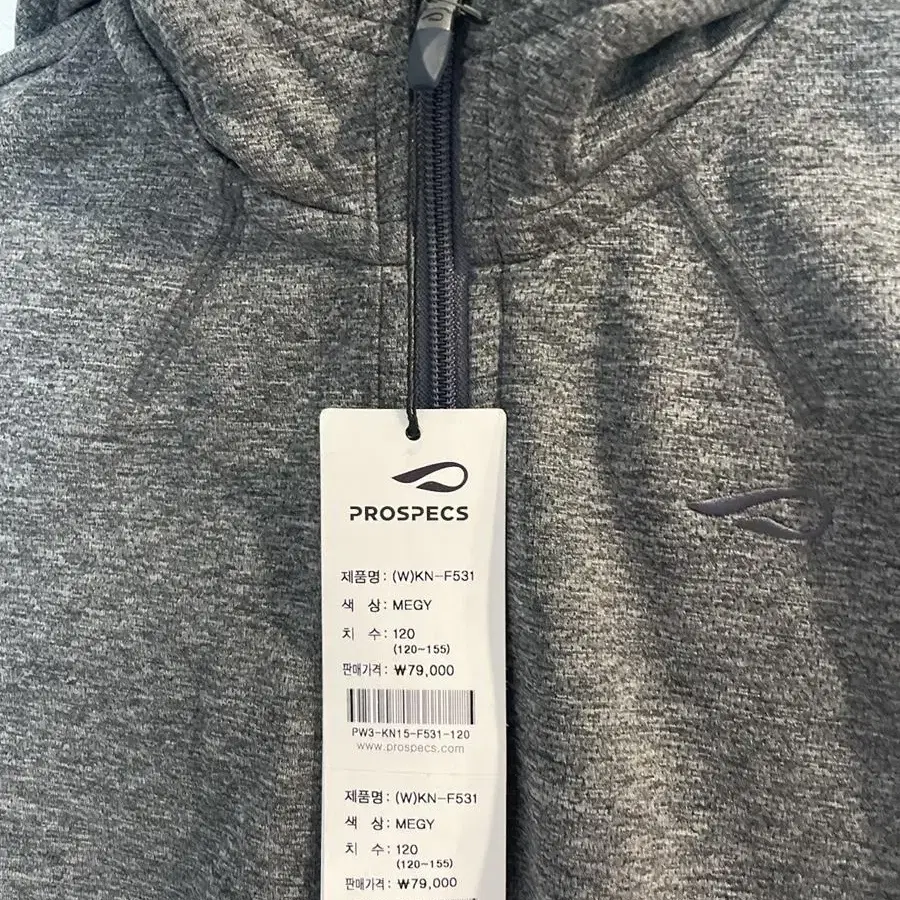 PROSPECS
제품명: (W)KN-F531
색 상: MEGY
치 수: 120
(120~155)
판매가격: ₩79,000
PW3-KN15-F531-120
www.prospecs.com
제품명: (W)KN-F531
색 상: MEGY
치 수: 120
(120~155)
판매가격: ₩79,000